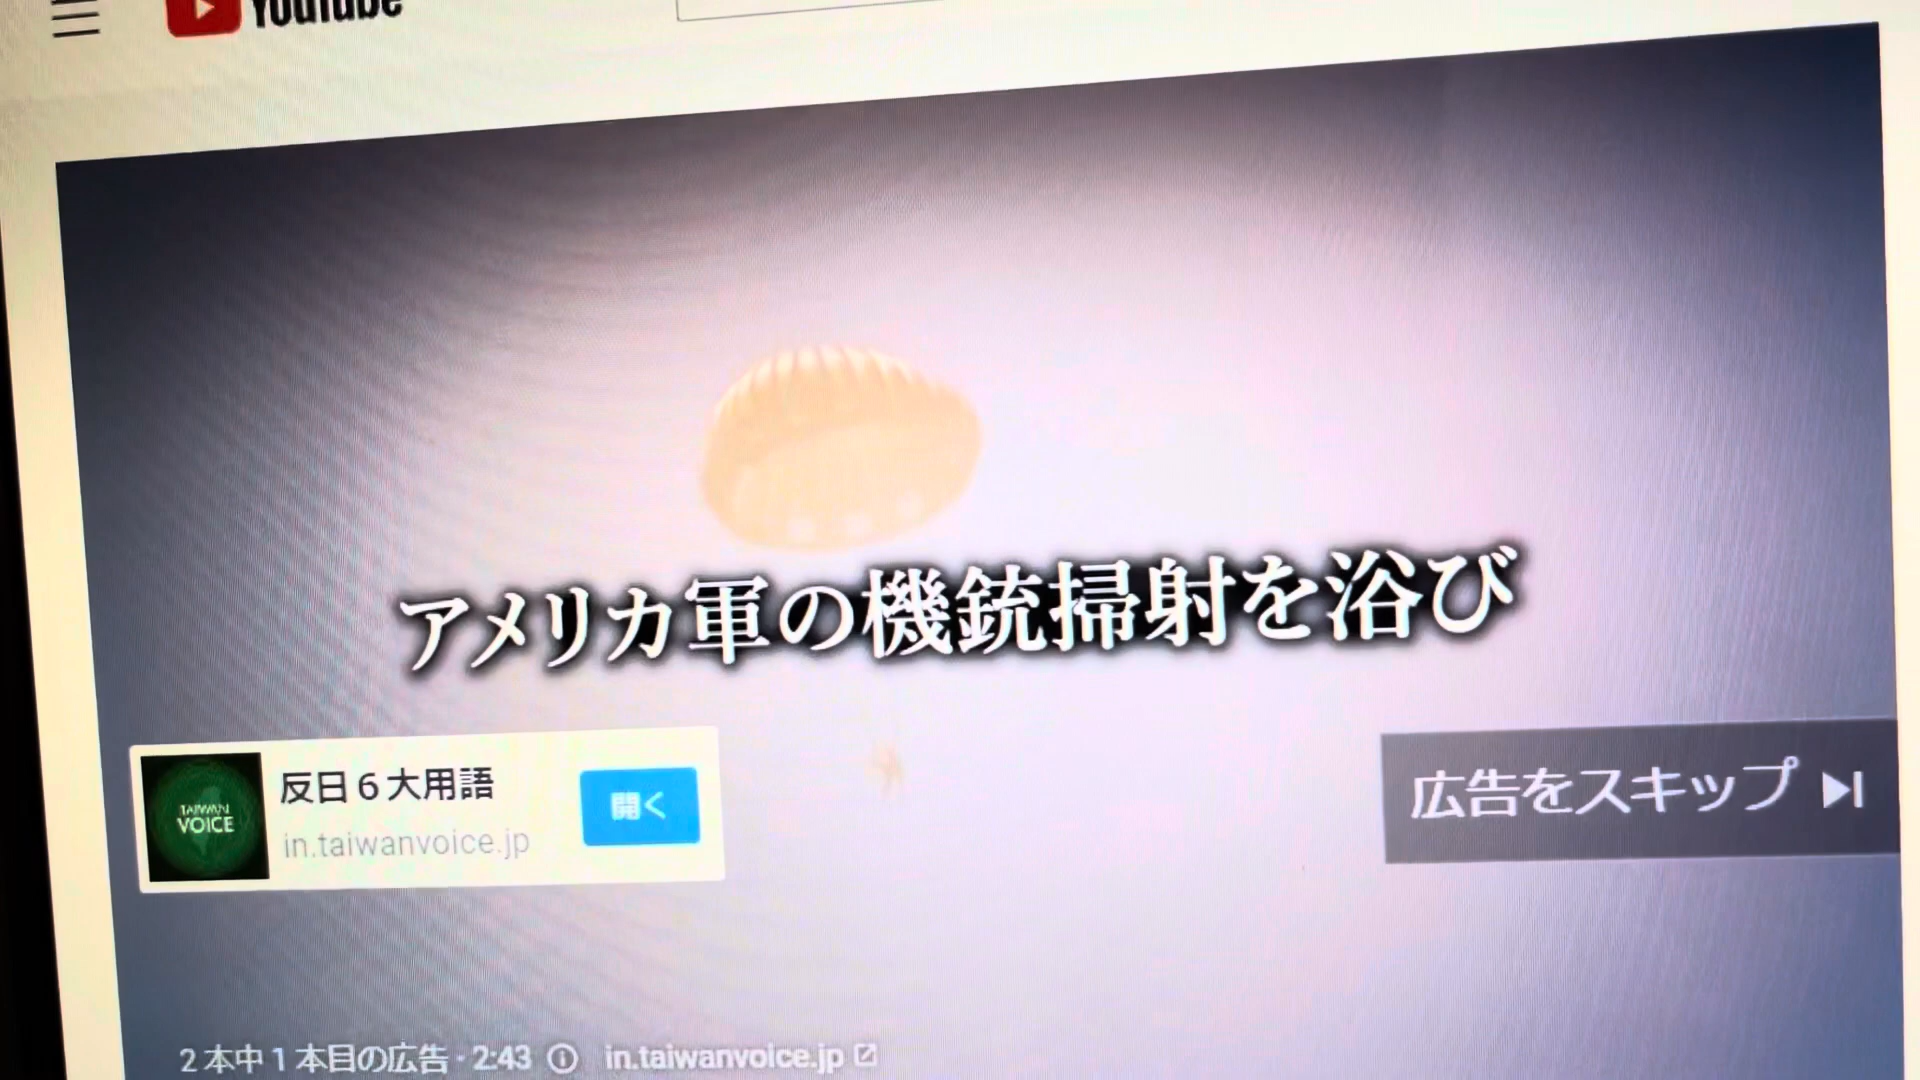 YouTube
アメリカ軍の機銃掃射を浴び
TAIWAN
VOICE
反日6大用語
in.taiwanvoice.jp
開く
広告をスキップ
2本中1本目の広告・2:43
in.taiwanvoice.jp